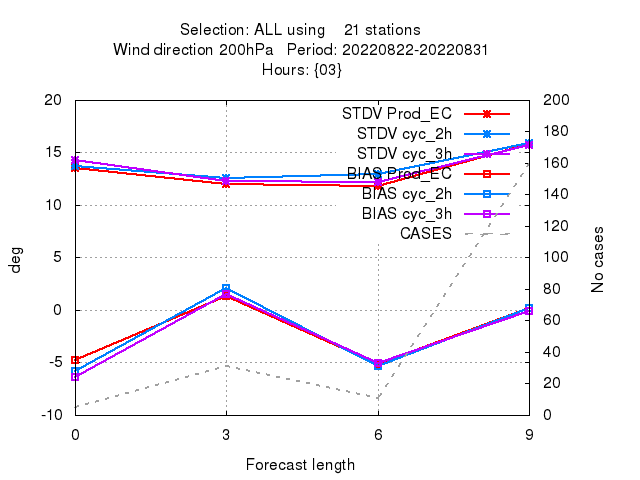 Selection: ALL using    21 stations
Wind direction 200hPa   Period: 20220822-20220831
Hours: {03}
20
15
10
5
0
-5
-10
deg
200
180
160
140
120
100
80
60
40
20
0
No cases
STDV Prod_EC
STDV cyc_2h
STDV cyc_3h
BIAS Prod_EC
BIAS cyc_2h
BIAS cyc_3h
CASES
0
3
6
9
Forecast length